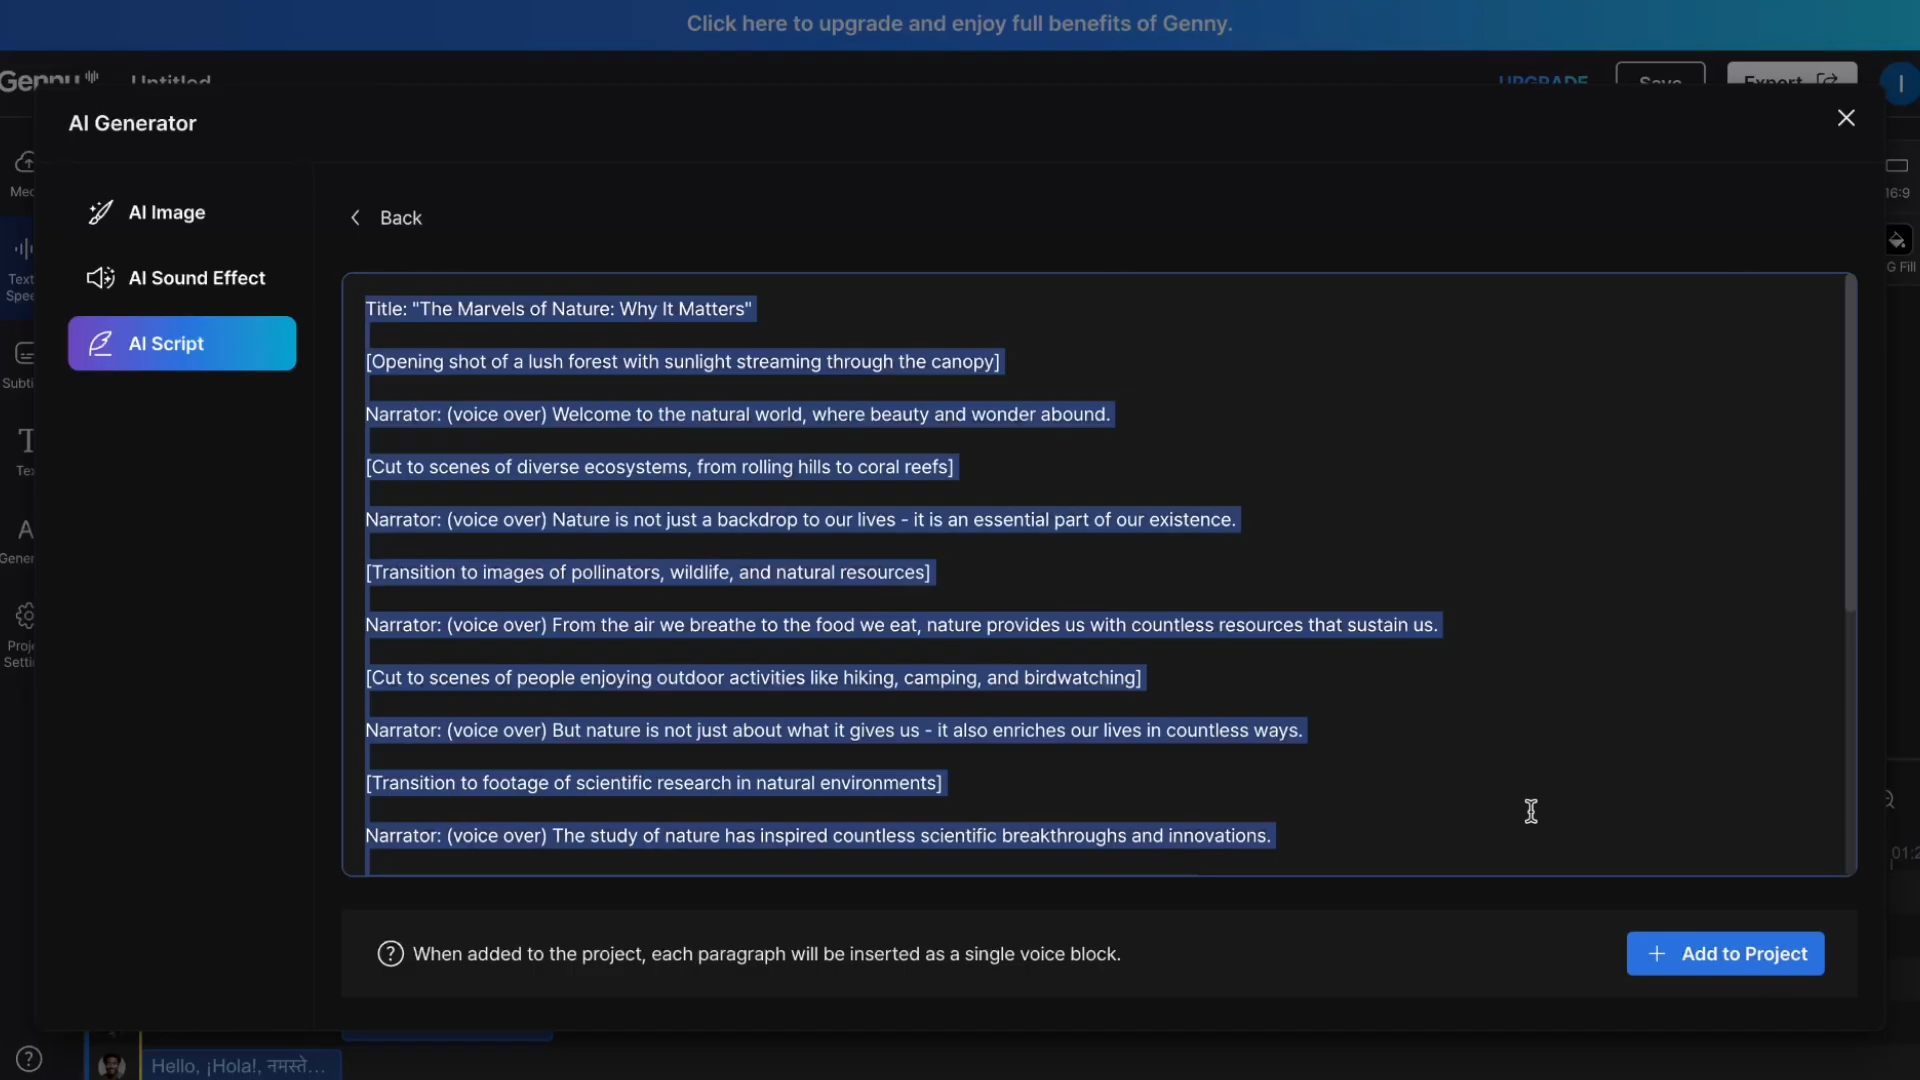 Click here to upgrade and enjoy full benefits of Genny.
Genny Untitled UPGRADE Save Export I
AI Generator
AI Image
AI Sound Effect
AI Script
16:9
Back
Title: "The Marvels of Nature: Why It Matters"
[Opening shot of a lush forest with sunlight streaming through the canopy]
Narrator: (voice over) Welcome to the natural world, where beauty and wonder abound.
[Cut to scenes of diverse ecosystems, from rolling hills to coral reefs]
Narrator: (voice over) Nature is not just a backdrop to our lives - it is an essential part of our existence.
[Transition to images of pollinators, wildlife, and natural resources]
Narrator: (voice over) From the air we breathe to the food we eat, nature provides us with countless resources that sustain us.
[Cut to scenes of people enjoying outdoor activities like hiking, camping, and birdwatching]
Narrator: (voice over) But nature is not just about what it gives us - it also enriches our lives in countless ways.
[Transition to footage of scientific research in natural environments]
Narrator: (voice over) The study of nature has inspired countless scientific breakthroughs and innovations.
When added to the project, each paragraph will be inserted as a single voice block.
+ Add to Project
Hello, ¡Hola!, नमस्ते...